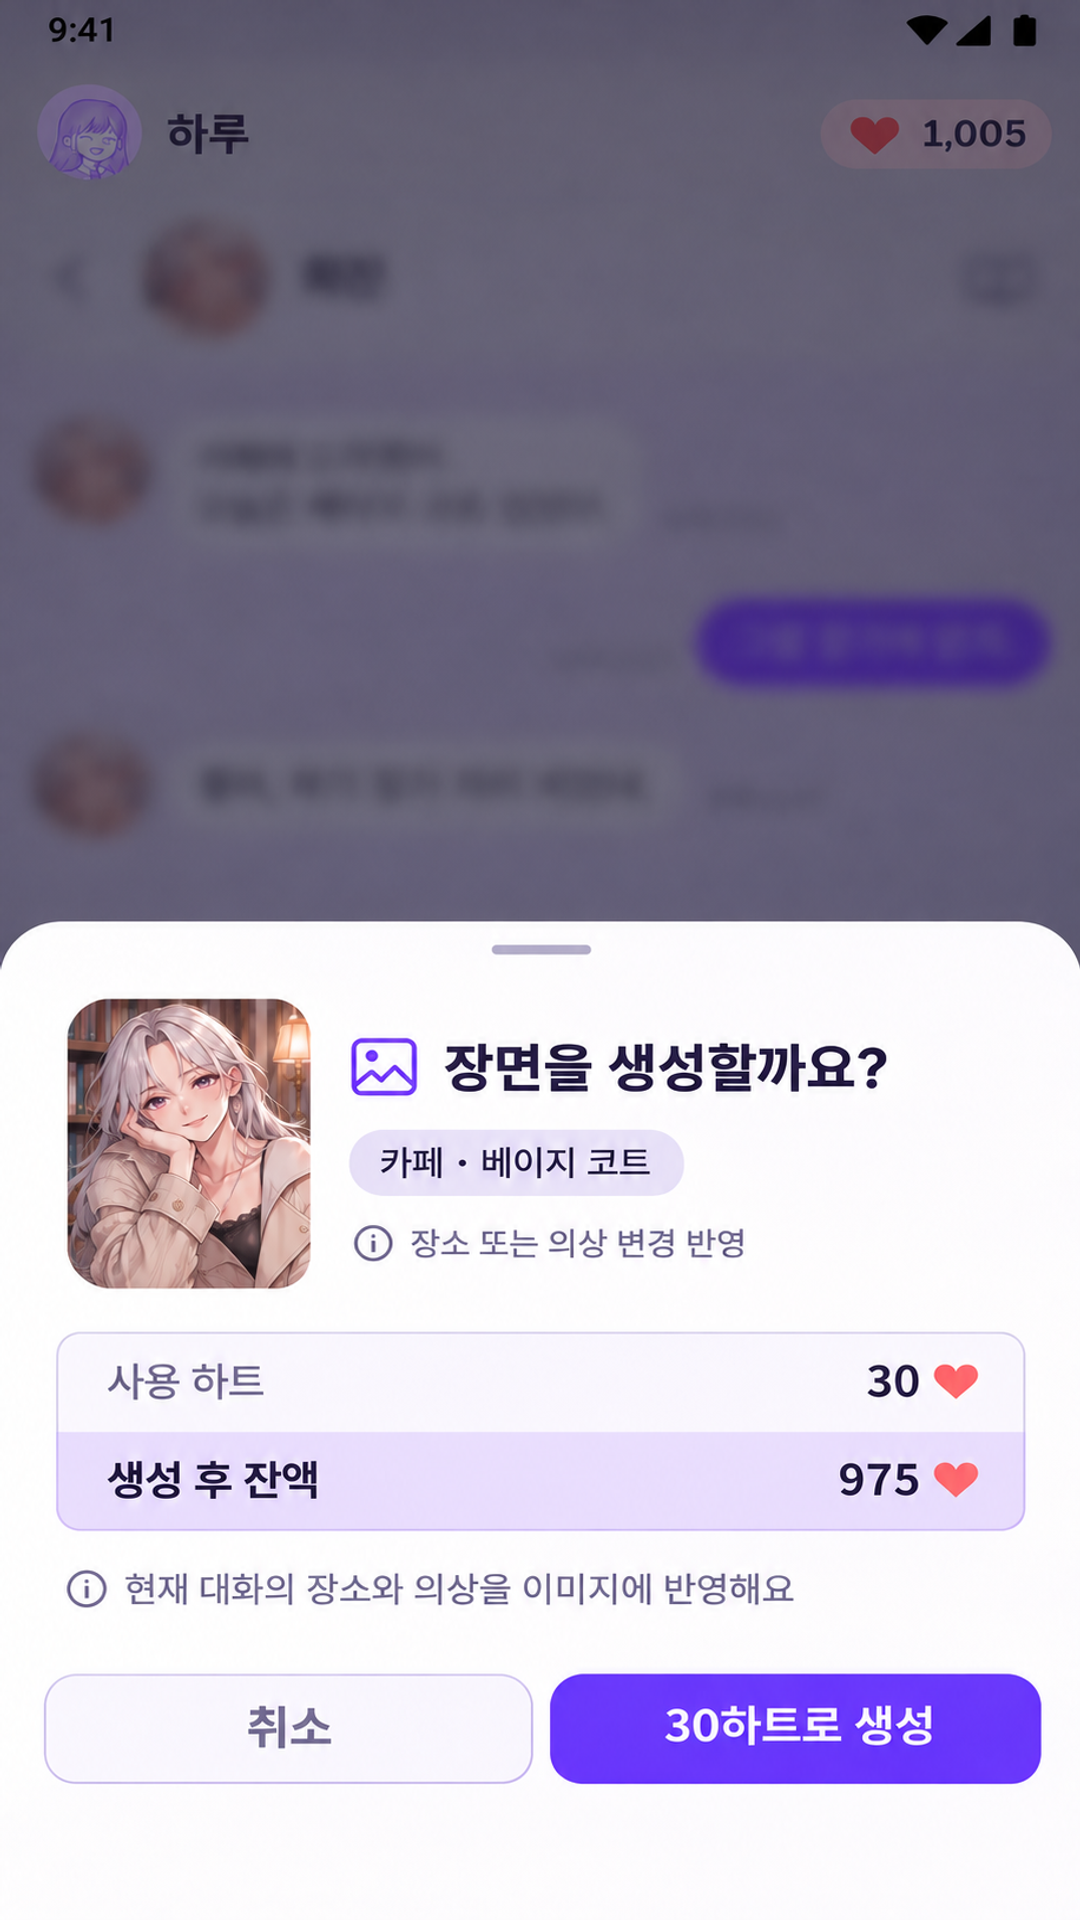 9:41
하루
1,005
장면을 생성할까요?
카페 • 베이지 코트
장소 또는 의상 변경 반영
사용 하트
30
생성 후 잔액
975
현재 대화의 장소와 의상을 이미지에 반영해요
취소
30하트로 생성